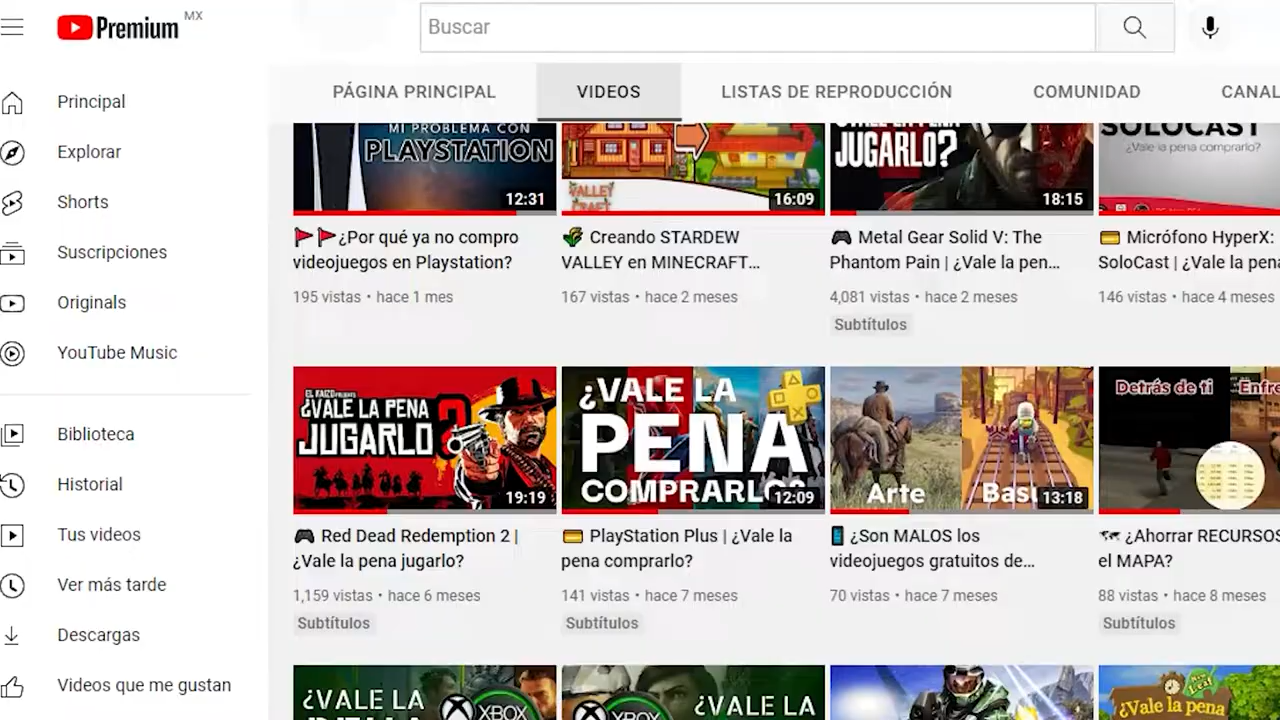 Premium MX
Buscar
PÁGINA PRINCIPAL
VIDEOS
LISTAS DE REPRODUCCIÓN
COMUNIDAD
CANAL
Principal
Explorar
Shorts
Suscripciones
Originals
YouTube Music
Biblioteca
Historial
Tus videos
Ver más tarde
Descargas
Videos que me gustan
MI PROBLEMA CON
PLAYSTATION
12:31
VALLEY
CRAFT
16:09
JUGARLO?
18:15
SOLOCAST
¿Vale la pena comprarlo?
¿Por qué ya no compro
videojuegos en Playstation?
195 vistas • hace 1 mes
Creando STARDEW
VALLEY en MINECRAFT...
167 vistas • hace 2 meses
Metal Gear Solid V: The
Phantom Pain | ¿Vale la pen...
4,081 vistas • hace 2 meses
Subtítulos
Micrófono HyperX:
SoloCast | ¿Vale la pena
146 vistas • hace 4 meses
EL KAIZO PRESENTA
¿VALE LA PENA
JUGARLO?
19:19
¿VALE LA
PENA
COMPRARLO?
12:09
Arte
Basu
13:18
Detrás de ti
Enfre
Red Dead Redemption 2 |
¿Vale la pena jugarlo?
1,159 vistas • hace 6 meses
Subtítulos
PlayStation Plus | ¿Vale la
pena comprarlo?
141 vistas • hace 7 meses
Subtítulos
¿Son MALOS los
videojuegos gratuitos de...
70 vistas • hace 7 meses
¿Ahorrar RECURSOS
el MAPA?
88 vistas • hace 8 meses
Subtítulos
¿VALE LA
XBOX
¿VALE LA
XBOX
New Leaf
¿Vale la pena